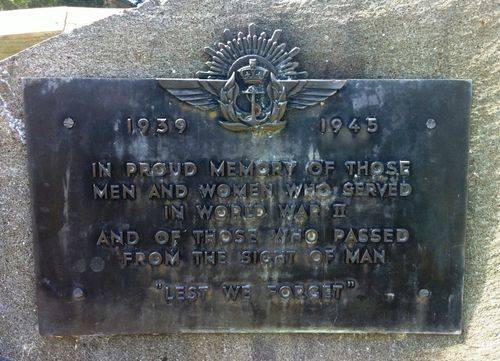 1939 1945
IN PROUD MEMORY OF THOSE
MEN AND WOMEN WHO SERVED
IN WORLD WAR II
AND OF THOSE WHO PASSED
FROM THE SIGHT OF MAN
"LEST WE FORGET"